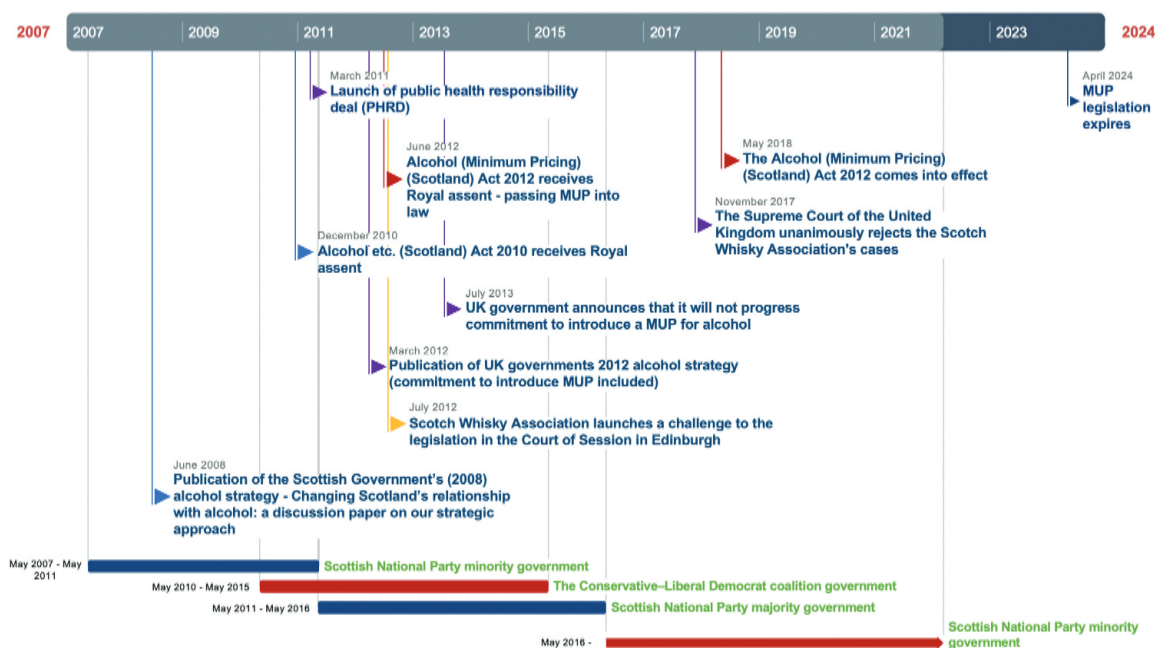 2007
2007
2009
2011
2013
2015
2017
2019
2021
2023
2024
March 2011
Launch of public health responsibility
deal (PHRD)
April 2024
MUP
legislation
expires
June 2012
Alcohol (Minimum Pricing)
(Scotland) Act 2012 receives
Royal assent - passing MUP into
law
May 2018
The Alcohol (Minimum Pricing)
(Scotland) Act 2012 comes into effect
November 2017
The Supreme Court of the United
Kingdom unanimously rejects the Scotch
Whisky Association's cases
December 2010
Alcohol etc. (Scotland) Act 2010 receives Royal
assent
July 2013
UK government announces that it will not progress
commitment to introduce a MUP for alcohol
March 2012
Publication of UK governments 2012 alcohol strategy
(commitment to introduce MUP included)
July 2012
Scotch Whisky Association launches a challenge to the
legislation in the Court of Session in Edinburgh
June 2008
Publication of the Scottish Government's (2008)
alcohol strategy - Changing Scotland's relationship
with alcohol: a discussion paper on our strategic
approach
May 2007 - May
2011
Scottish National Party minority government
May 2010 - May 2015
The Conservative–Liberal Democrat coalition government
May 2011 - May 2016
Scottish National Party majority government
May 2016 -
Scottish National Party minority
government